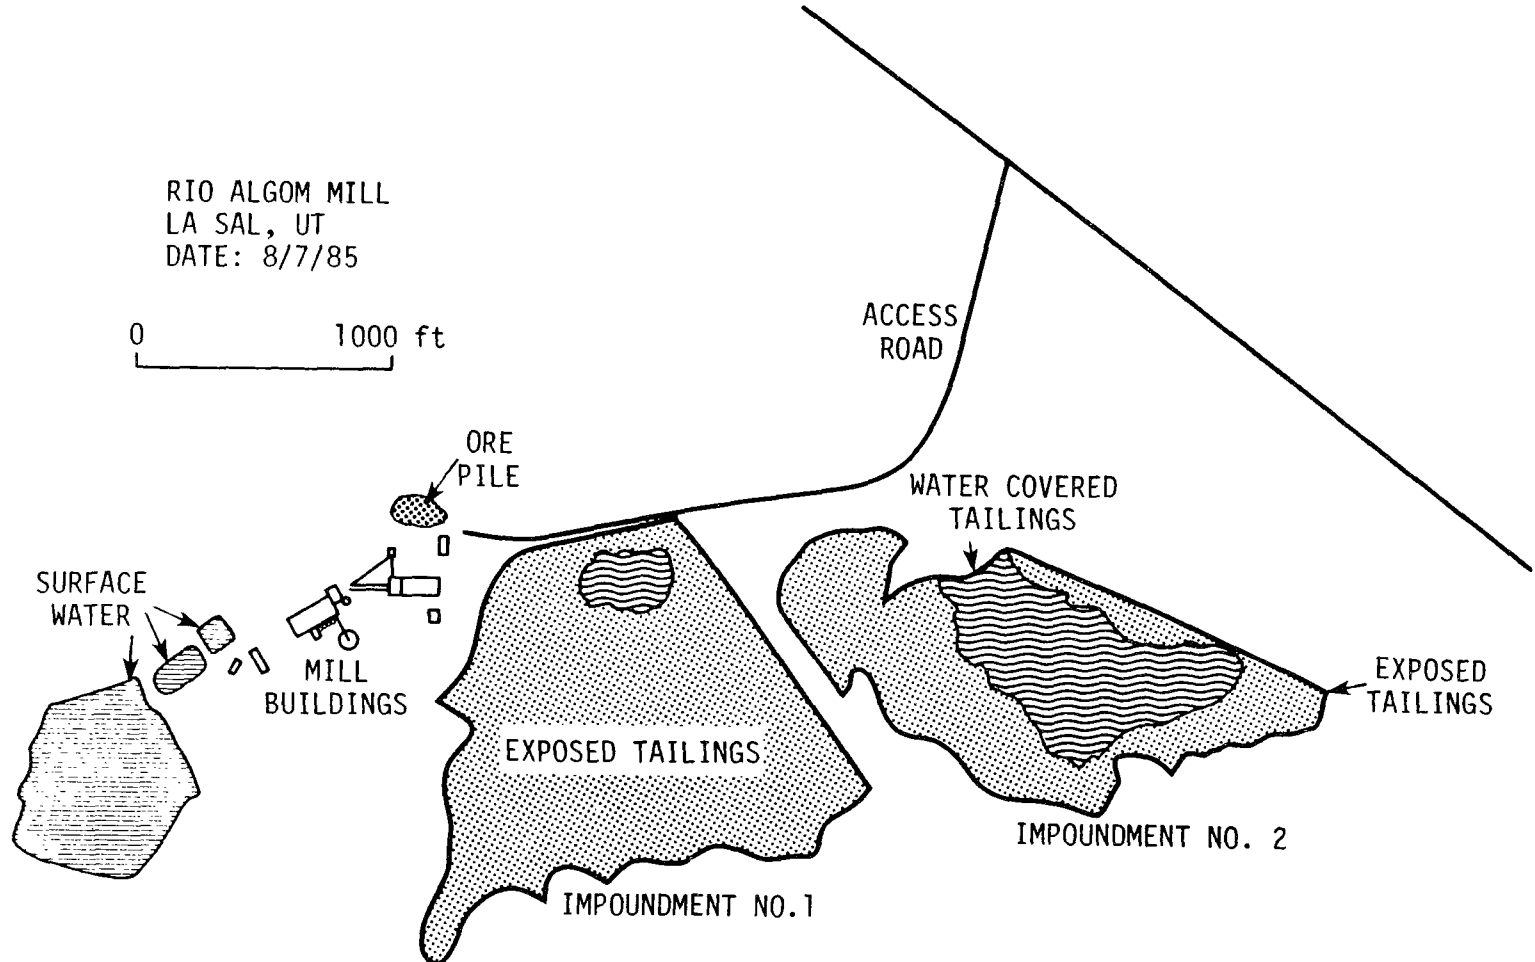 RIO ALGOM MILL
LA SAL, UT
DATE: 8/7/85
0 1000 ft
ACCESS
ROAD
ORE
PILE
WATER COVERED
TAILINGS
SURFACE
WATER
MILL
BUILDINGS
EXPOSED
TAILINGS
EXPOSED TAILINGS
IMPOUNDMENT NO. 2
IMPOUNDMENT NO.1